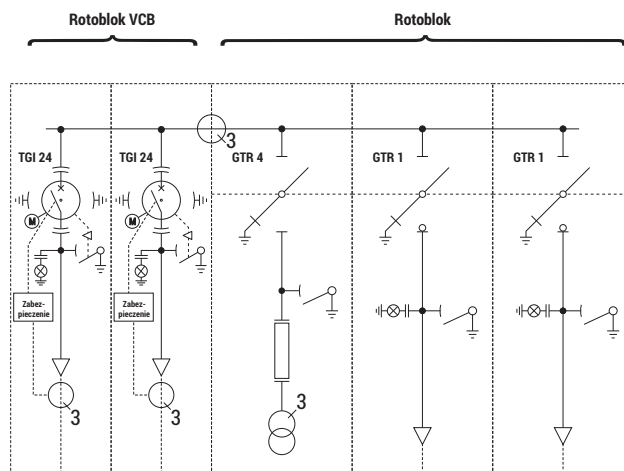 Rotoblok VCB
Rotoblok
3
TGI 24
TGI 24
GTR 4
GTR 1
GTR 1
M
M
Zabez-
pieczenie
Zabez-
pieczenie
3
3
3